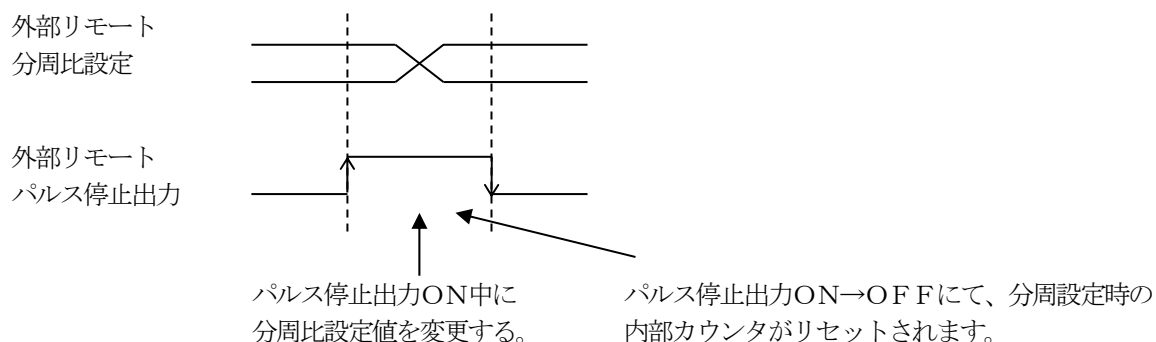 外部リモート
分周比設定
外部リモート
パルス停止出力
パルス停止出力ＯＮ中に
分周比設定値を変更する。
パルス停止出力ON→ＯＦＦにて、分周設定時の
内部カウンタがリセットされます。